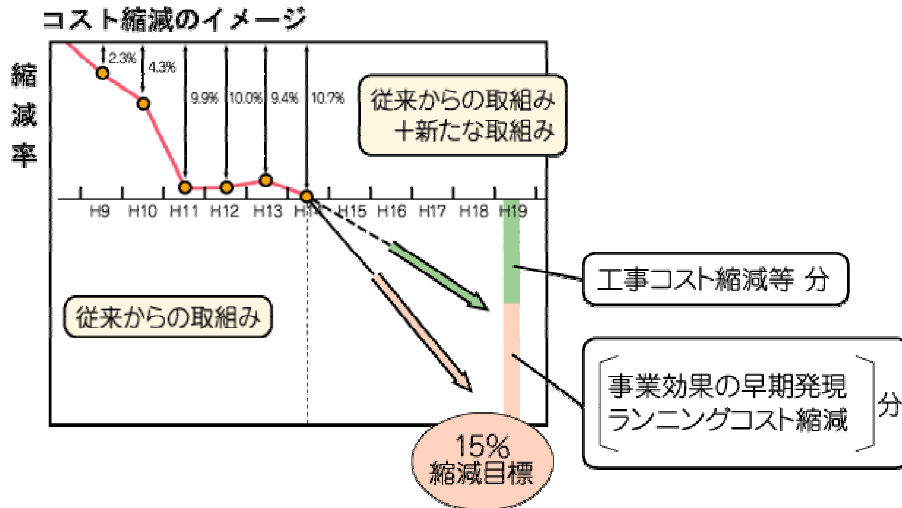 コスト縮減のイメージ
縮減率
2.3%
4.3%
9.9%
10.0%
9.4%
10.7%
従来からの取組み
＋新たな取組み
H9 H10 H11 H12 H13 H14 H15 H16 H17 H18 H19
従来からの取組み
工事コスト縮減等 分
事業効果の早期発現
ランニングコスト縮減
分
15%
縮減目標